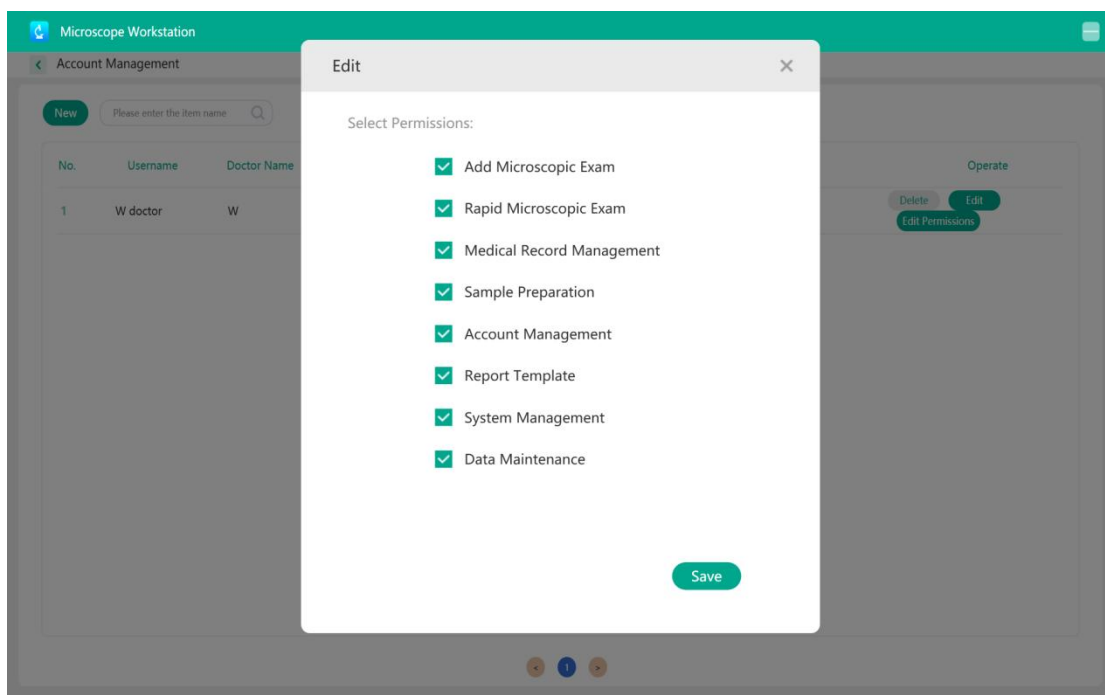 Microscope Workstation
Account Management
Edit
New
Please enter the item name
Select Permissions:
No. Username Doctor Name Operate
Add Microscopic Exam
1 W doctor W Delete Edit
Rapid Microscopic Exam
Edit Permissions
Medical Record Management
Sample Preparation
Account Management
Report Template
System Management
Data Maintenance
Save
< 1 >